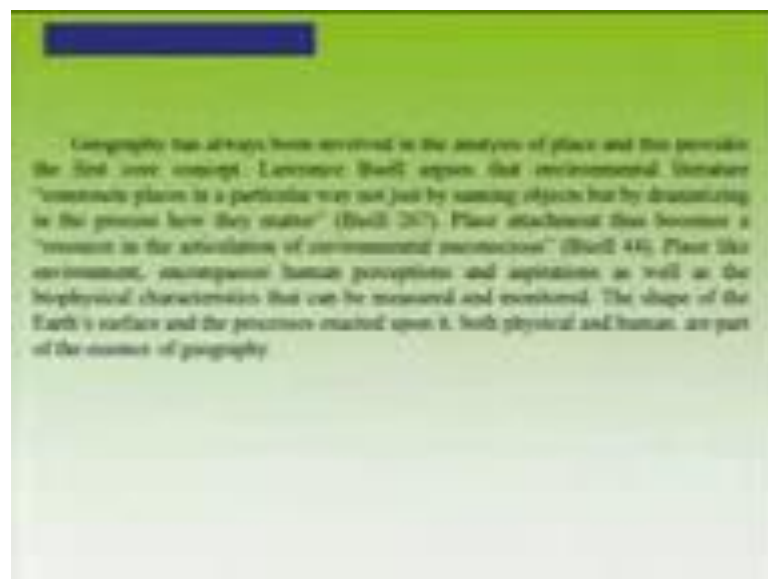 Geography has always been involved in the analysis of place and this provides
the first core concept. Lawrence Buell argues that environmental literature
"constructs places in a particular way not just by naming objects but by dramatizing
in the process how they matter" (Buell 267). Place attachment thus becomes a
"resource in the articulation of environmental unconscious" (Buell 44). Place like
environment, encompasses human perceptions and aspirations as well as the
biophysical characteristics that can be measured and monitored. The shape of the
Earth's surface and the processes enacted upon it, both physical and human, are part
of the essence of geography.